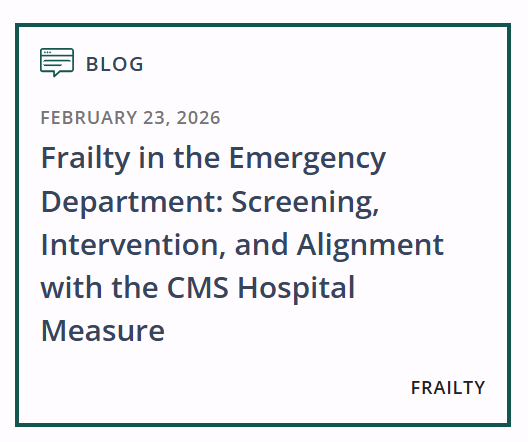 BLOG
FEBRUARY 23, 2026
Frailty in the Emergency
Department: Screening,
Intervention, and Alignment
with the CMS Hospital
Measure
FRAILTY